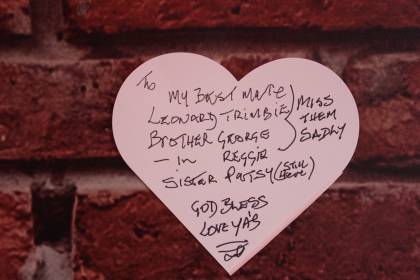 To
My Best Mate
Leonard Trimbie
Brother George
- in Reggie
Sister Patsy (Still Here)
Miss
Them
Sadly
God Bless
Love Ya's